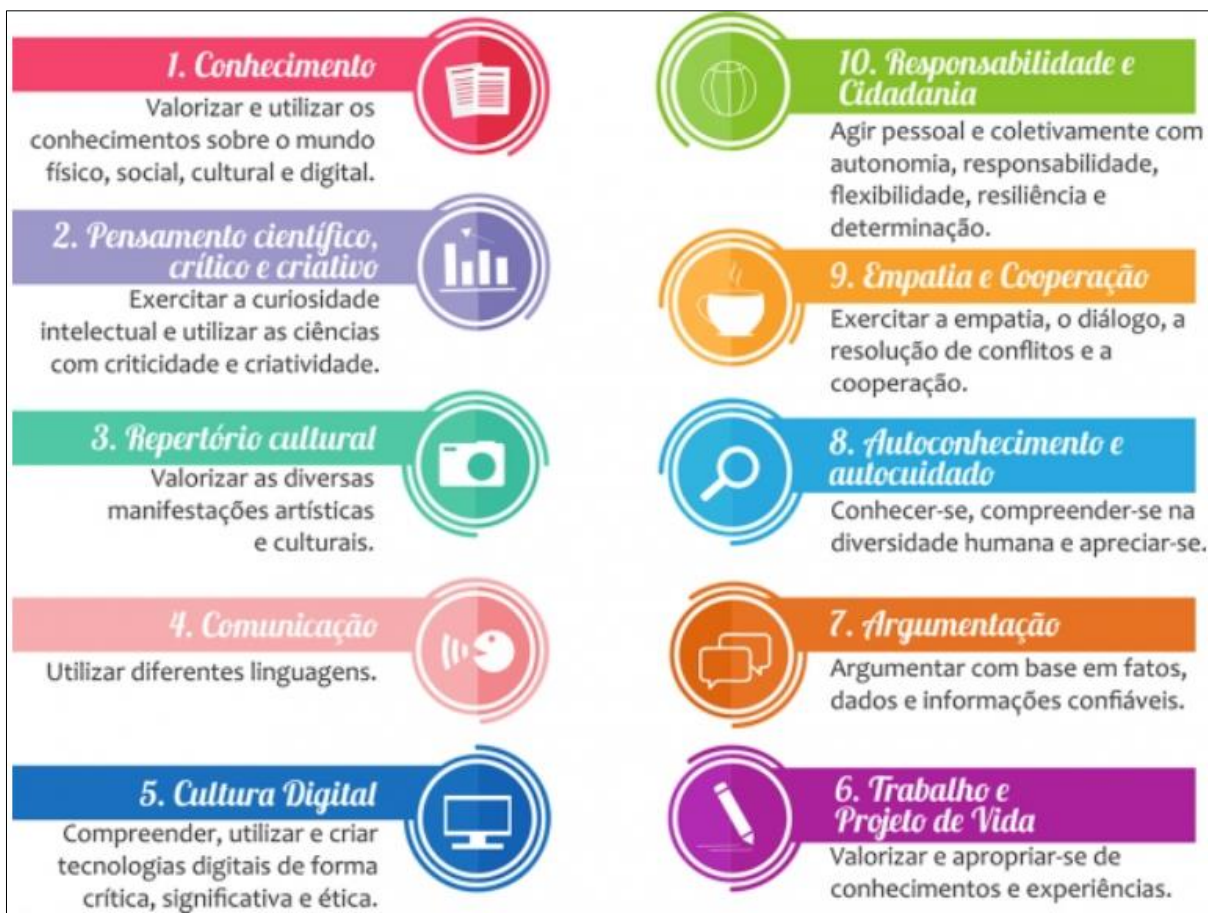 1. Conhecimento
Valorizar e utilizar os
conhecimentos sobre o mundo
físico, social, cultural e digital.
2. Pensamento científico,
crítico e criativo
Exercitar a curiosidade
intelectual e utilizar as ciências
com criticidade e criatividade.
3. Repertório cultural
Valorizar as diversas
manifestações artísticas
e culturais.
4. Comunicação
Utilizar diferentes linguagens.
5. Cultura Digital
Compreender, utilizar e criar
tecnologias digitais de forma
crítica, significativa e ética.
10. Responsabilidade e
Cidadania
Agir pessoal e coletivamente com
autonomia, responsabilidade,
flexibilidade, resiliência e
determinação.
9. Empatia e Cooperação
Exercitar a empatia, o diálogo, a
resolução de conflitos e a
cooperação.
8. Autoconhecimento e
autocuidado
Conhecer-se, compreender-se na
diversidade humana e apreciar-se.
7. Argumentação
Argumentar com base em fatos,
dados e informações confiáveis.
6. Trabalho e
Projeto de Vida
Valorizar e apropriar-se de
conhecimentos e experiências.